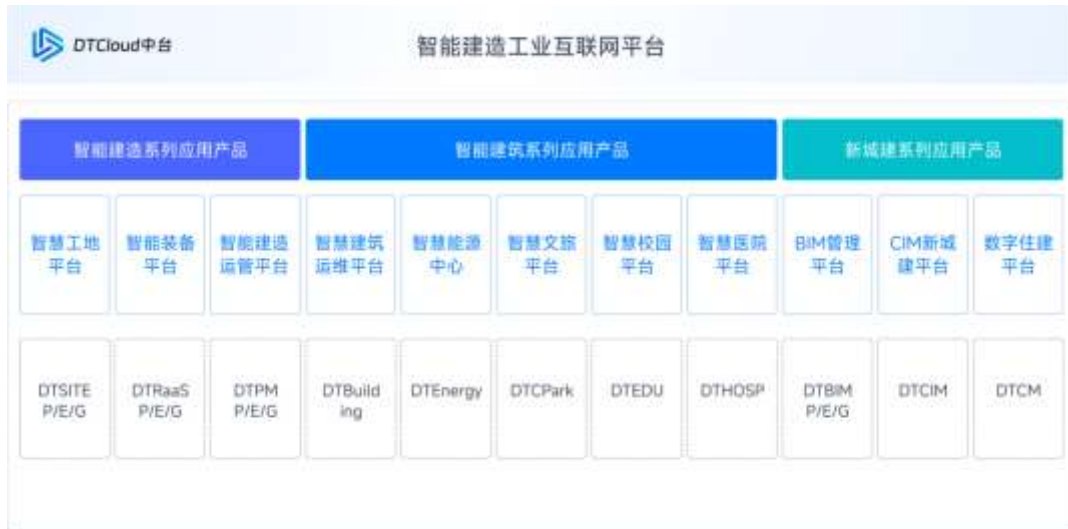 DTCloud中台
智能建造工业互联网平台
智能建造系列应用产品
智能建筑系列应用产品
新城建系列应用产品
智慧工地
平台
智能装备
平台
智能建造
运管平台
智慧建筑
运维平台
智慧能源
中心
智慧文旅
平台
智慧校园
平台
智慧医院
平台
BIM管理
平台
CIM新城
建平台
数字住建
平台
DTSITE
P/E/G
DTRaaS
P/E/G
DTPM
P/E/G
DTBuild
ing
DTEnergy
DTCPark
DTEDU
DTHOSP
DTBIM
P/E/G
DTCIM
DTCM